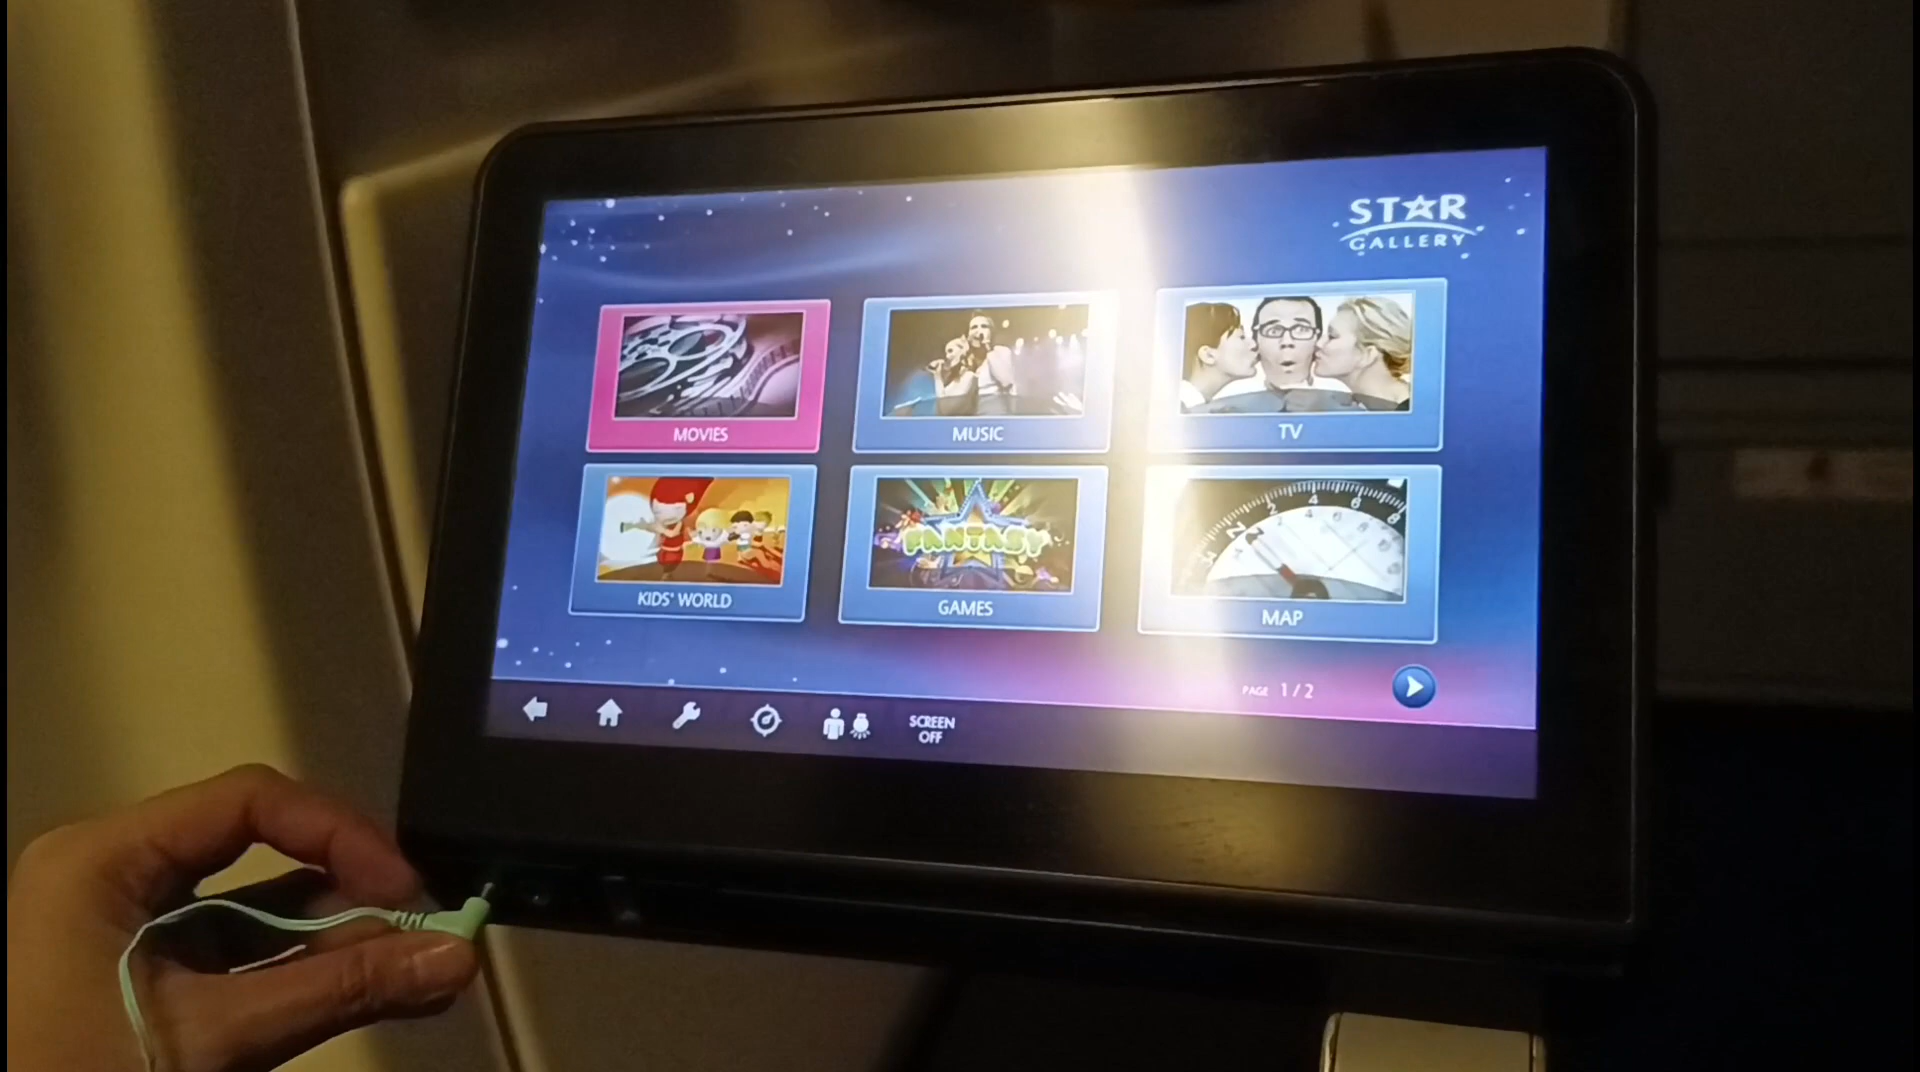 STAR
GALLERY
MOVIES
MUSIC
TV
KIDS' WORLD
FANTASY
GAMES
MAP
PAGE 1 / 2
SCREEN
OFF